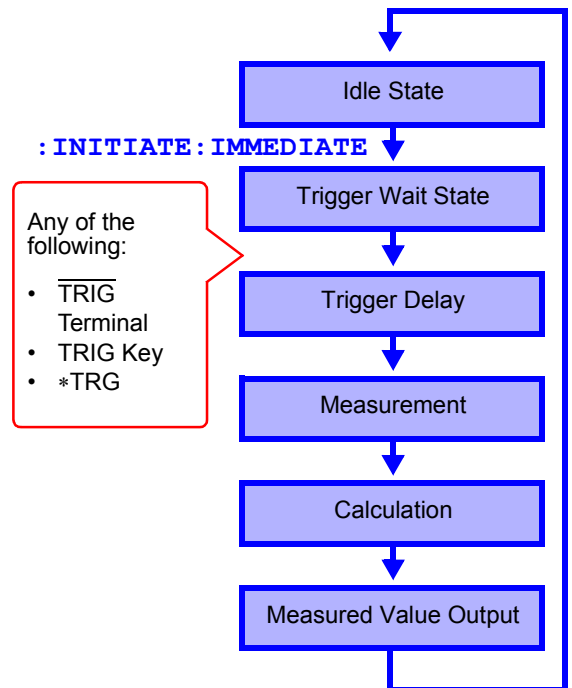 Idle State
:INITIATE:IMMEDIATE
Trigger Wait State
Any of the
following:
• TRIG
Terminal
• TRIG Key
• *TRG
Trigger Delay
Measurement
Calculation
Measured Value Output